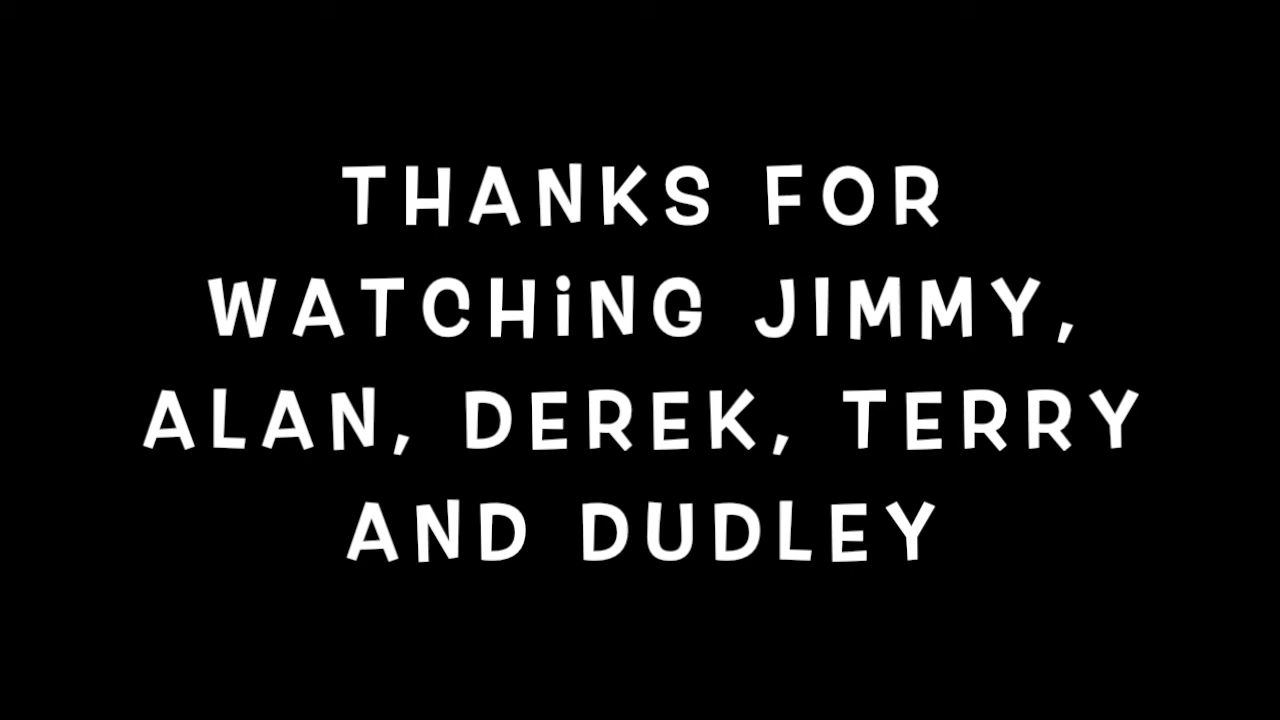 THANKS FOR
WATCHiNG JIMMY,
ALAN, DEREK, TERRY
AND DUDLEY